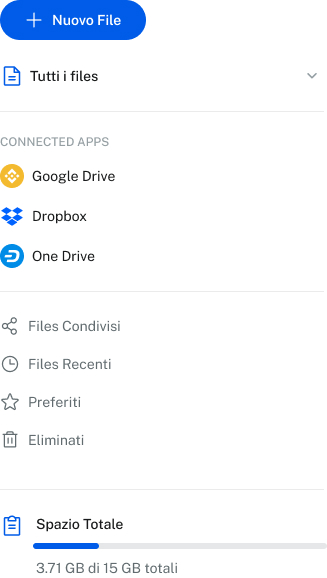 Nuovo File
Tutti i files
CONNECTED APPS
Google Drive
Dropbox
One Drive
Files Condivisi
Files Recenti
Preferiti
Eliminati
Spazio Totale
3.71 GB di 15 GB totali